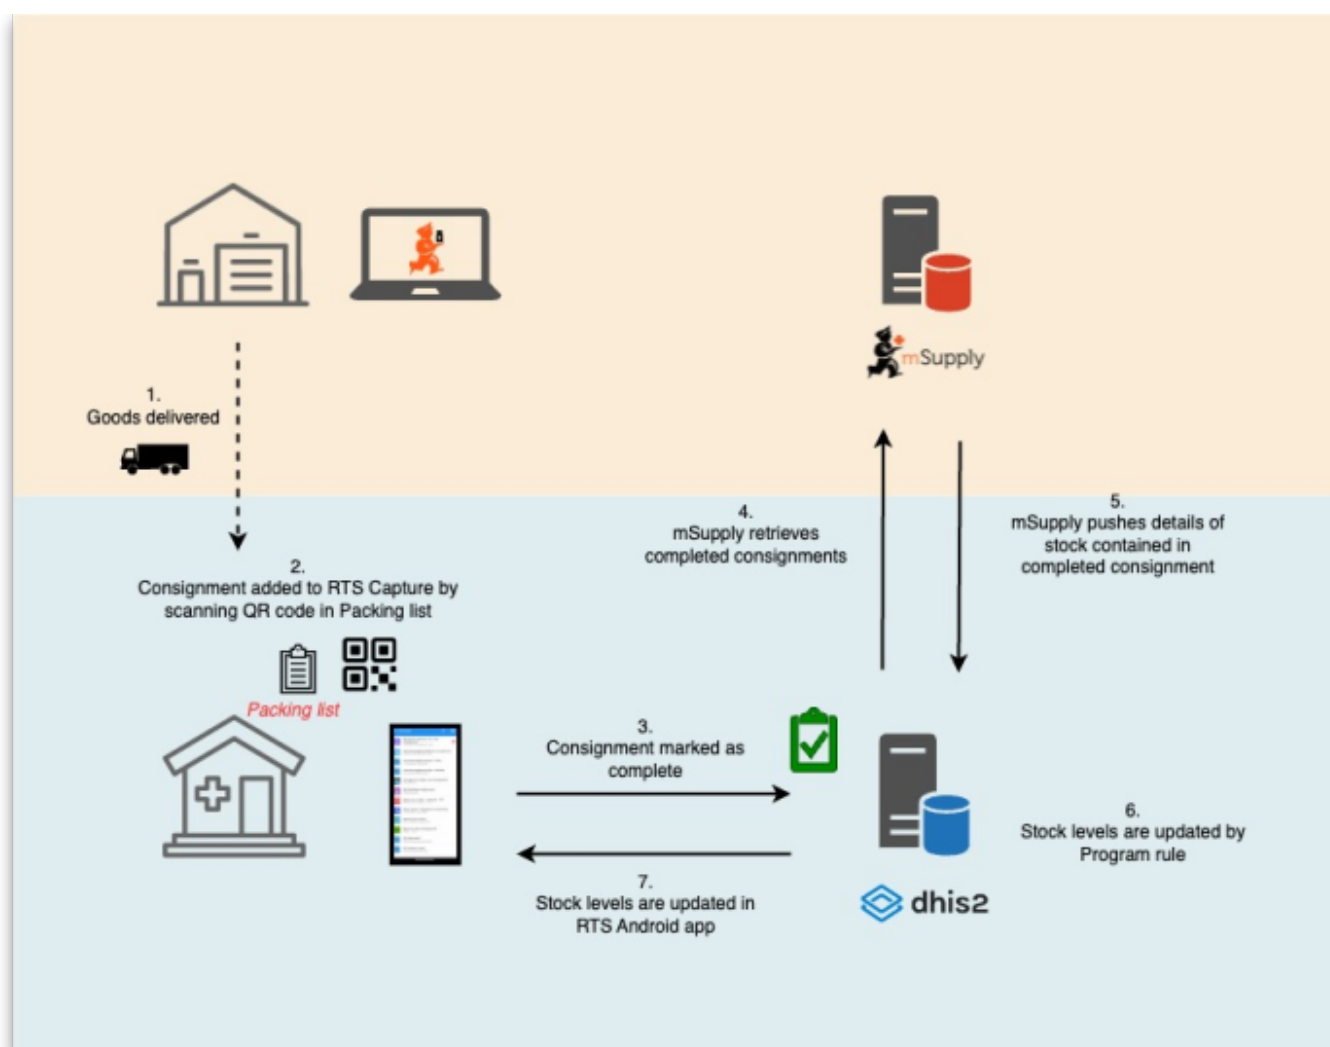 1.
Goods delivered
mSupply
2.
Consignment added to RTS Capture by
scanning QR code in Packing list
Packing list
4.
mSupply retrieves
completed consignments
5.
mSupply pushes details of
stock contained in
completed consignment
3.
Consignment marked as
complete
6.
Stock levels are updated by
Program rule
7.
Stock levels are updated in
RTS Android app
dhis2